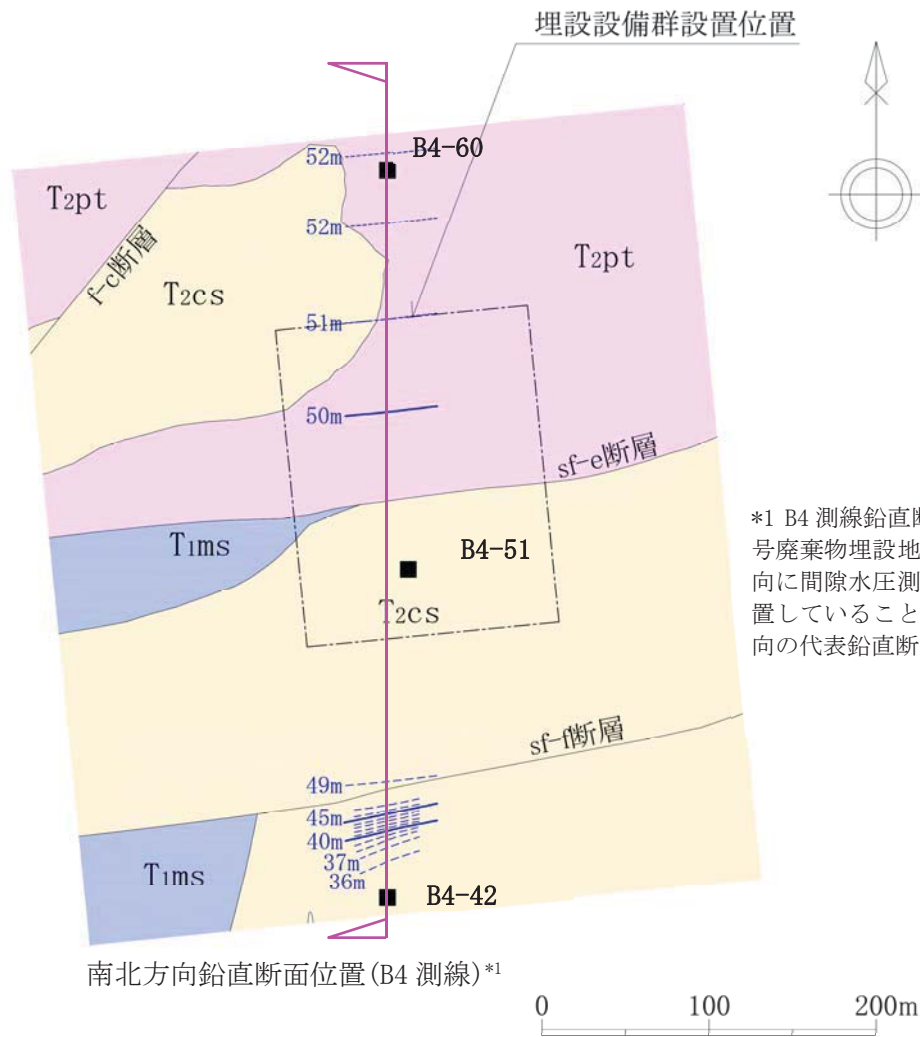 埋設設備群設置位置
52m
B4-60
T2pt
f-c断層
52m
T2pt
T2cs
51m
50m
sf-e断層
T1ms
B4-51
T2cs
*1 B4 測線鉛直断
号廃棄物埋設地
向に間隙水圧測
置していること
向の代表鉛直断
sf-f断層
49m
45m
40m
37m
36m
T1ms
B4-42
南北方向鉛直断面位置(B4 測線)*1
0 100 200m